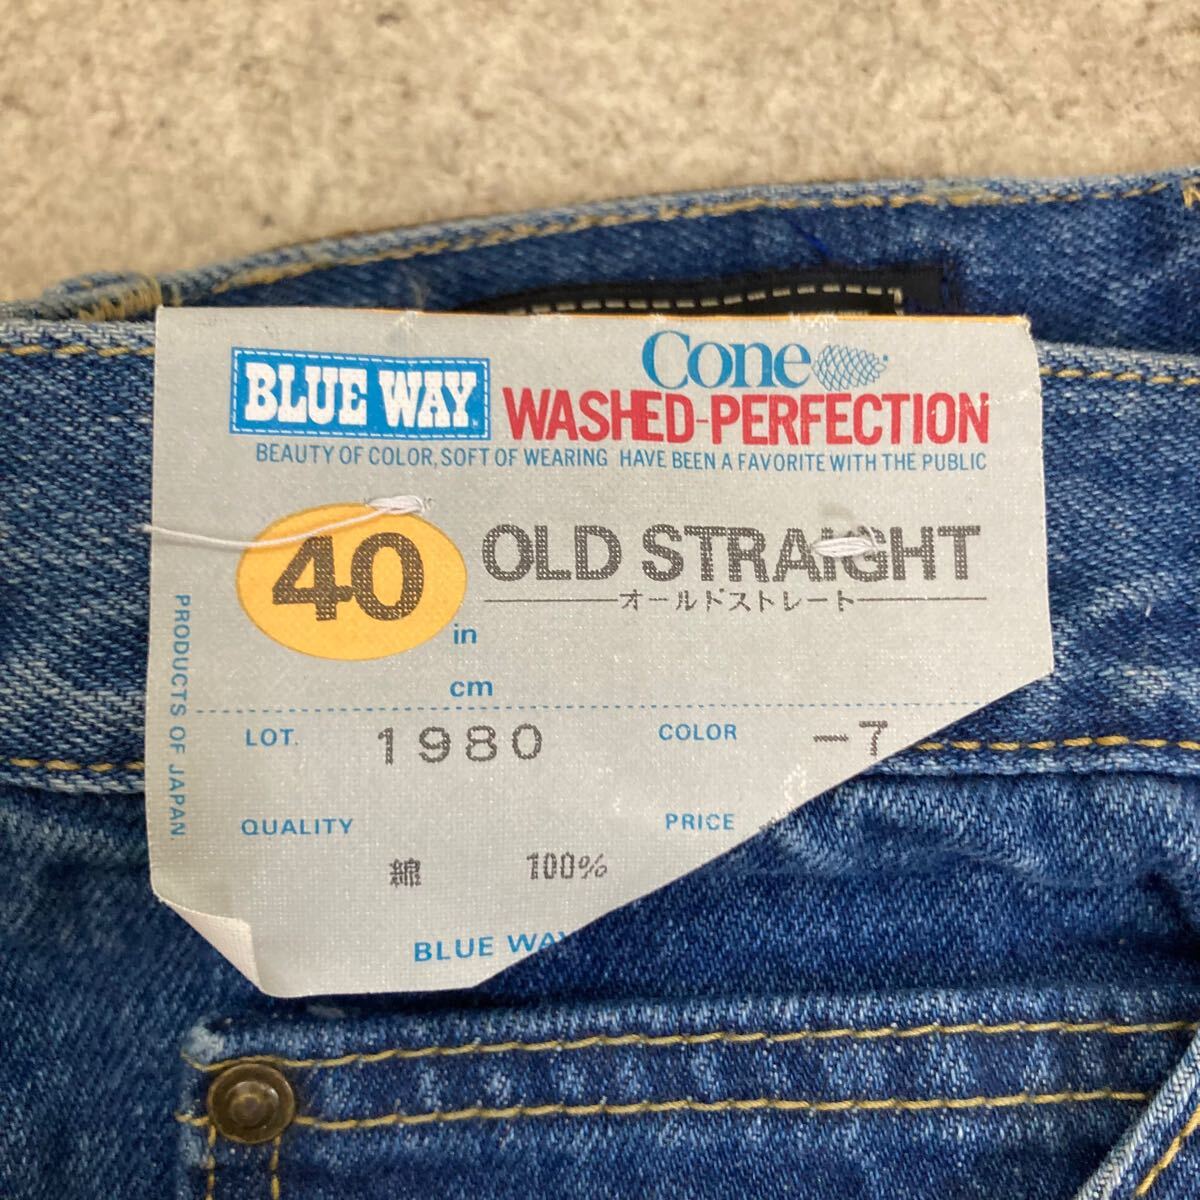 BLUE WAY
Cone
WASHED-PERFECTION
BEAUTY OF COLOR, SOFT OF WEARING HAVE BEEN A FAVORITE WITH THE PUBLIC
40 in
cm
OLD STRAIGHT
オールドストレート
PRODUCTS OF JAPAN.
LOT. 1980 COLOR -7
QUALITY PRICE
綿 100%
BLUE WAY